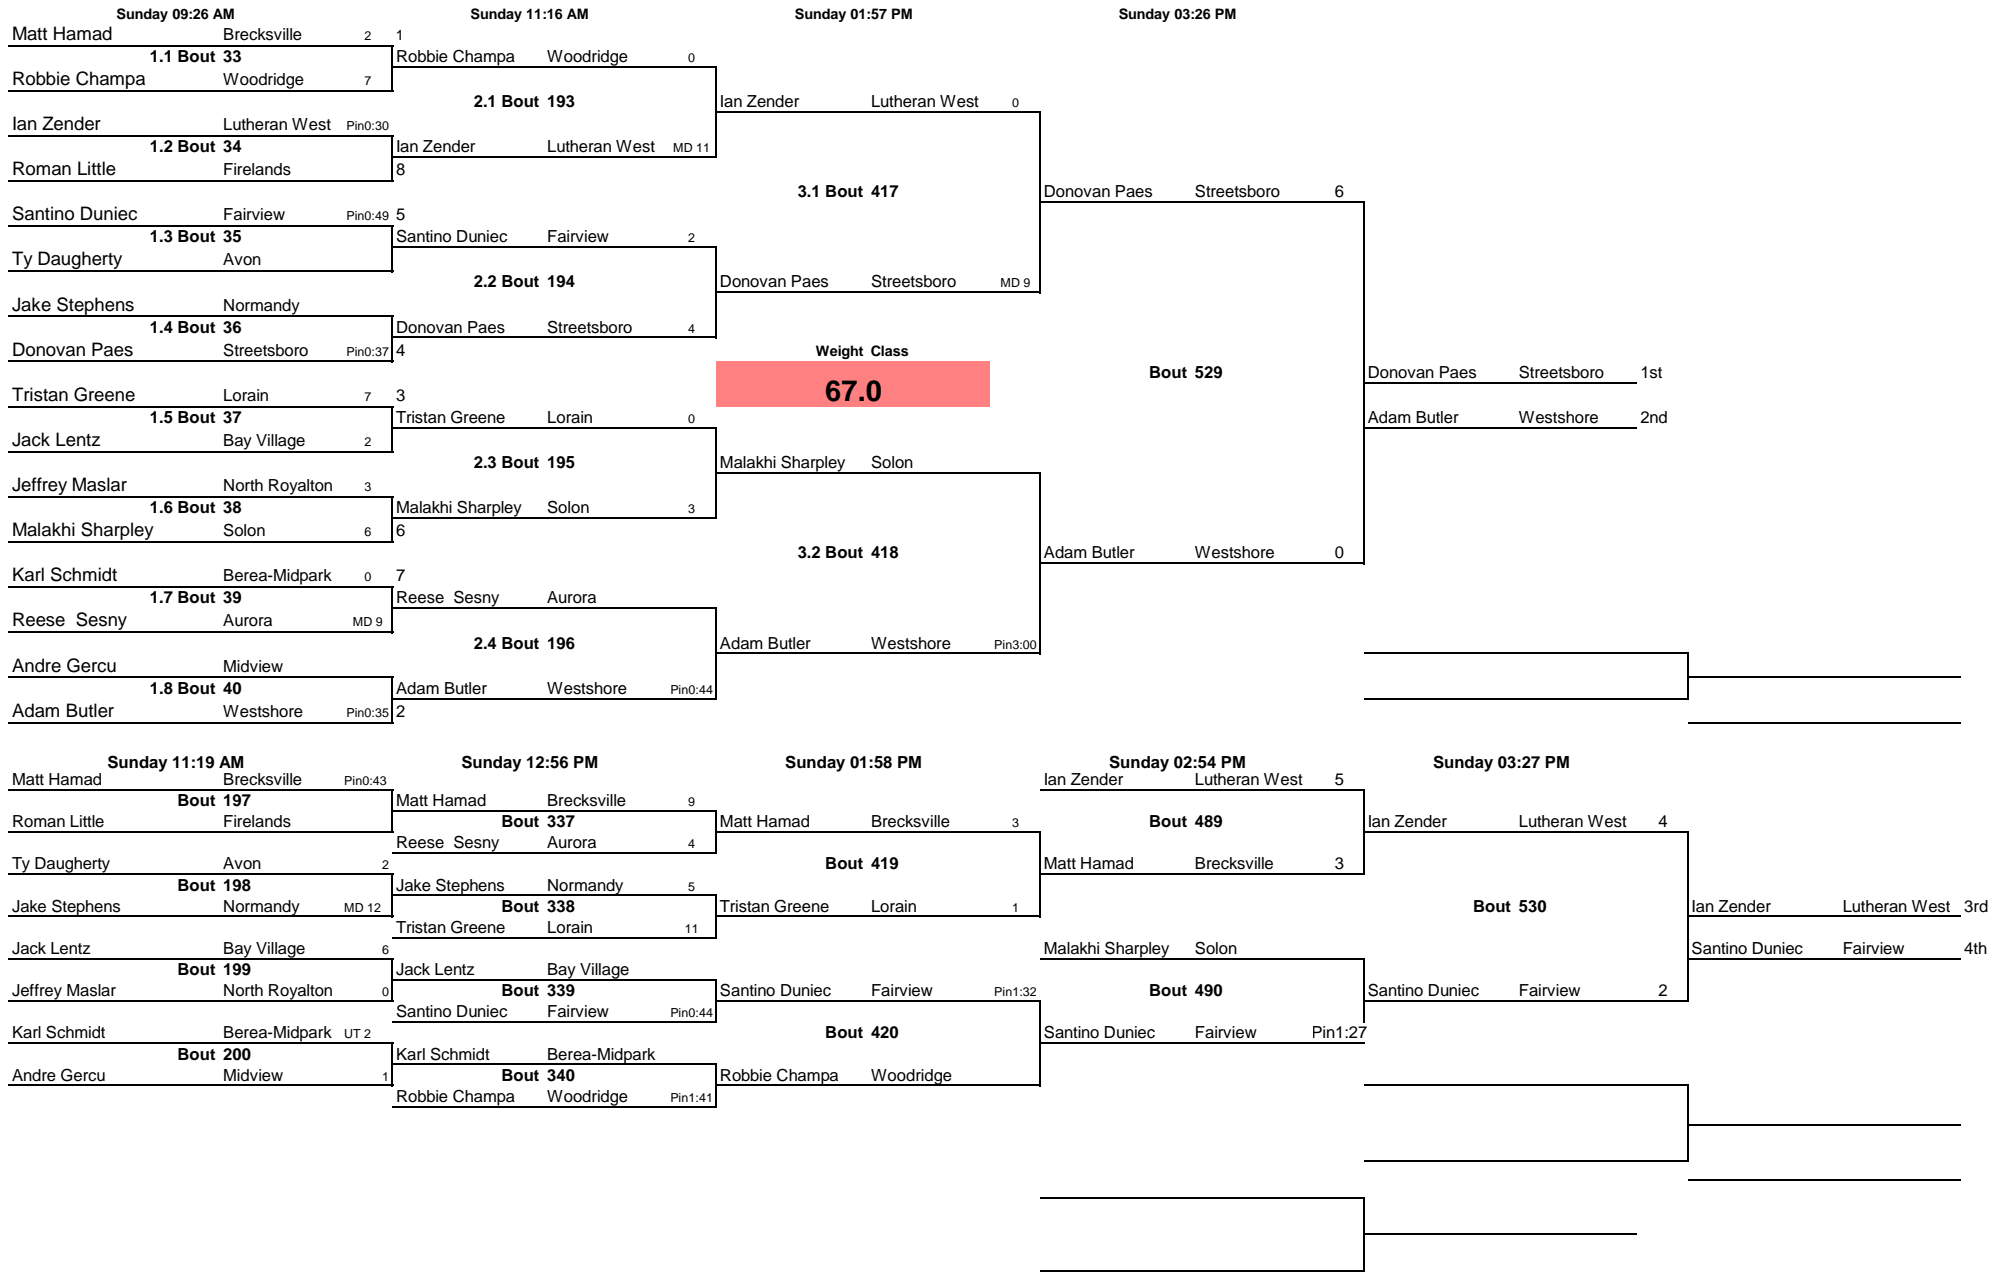 Sunday 09:26 AM Sunday 11:16 AM Sunday 01:57 PM Sunday 03:26 PM
Matt Hamad Brecksville 2 1
1.1 Bout 33 Robbie Champa Woodridge 0
Robbie Champa Woodridge 7
2.1 Bout 193 Ian Zender Lutheran West 0
Ian Zender Lutheran West Pin0:30
1.2 Bout 34 Ian Zender Lutheran West MD 11
Roman Little Firelands 8
3.1 Bout 417 Donovan Paes Streetsboro 6
Santino Duniec Fairview Pin0:49 5
1.3 Bout 35 Santino Duniec Fairview 2
Ty Daugherty Avon
2.2 Bout 194 Donovan Paes Streetsboro MD 9
Jake Stephens Normandy
1.4 Bout 36 Donovan Paes Streetsboro 4
Donovan Paes Streetsboro Pin0:37 4 Weight Class
Bout 529 Donovan Paes Streetsboro 1st
Tristan Greene Lorain 7 3 67.0
1.5 Bout 37 Tristan Greene Lorain 0 Adam Butler Westshore 2nd
Jack Lentz Bay Village 2
2.3 Bout 195 Malakhi Sharpley Solon
Jeffrey Maslar North Royalton 3
1.6 Bout 38 Malakhi Sharpley Solon 3
Malakhi Sharpley Solon 6 6
3.2 Bout 418 Adam Butler Westshore 0
Karl Schmidt Berea-Midpark 0 7
1.7 Bout 39 Reese Sesny Aurora
Reese Sesny Aurora MD 9
2.4 Bout 196 Adam Butler Westshore Pin3:00
Andre Gercu Midview
1.8 Bout 40 Adam Butler Westshore Pin0:44
Adam Butler Westshore Pin0:35 2
Sunday 11:19 AM Sunday 12:56 PM Sunday 01:58 PM Sunday 02:54 PM Sunday 03:27 PM
Matt Hamad Brecksville Pin0:43 Ian Zender Lutheran West 5
Bout 197 Matt Hamad Brecksville 9
Roman Little Firelands Bout 337 Matt Hamad Brecksville 3 Bout 489 Ian Zender Lutheran West 4
Reese Sesny Aurora 4
Ty Daugherty Avon 2 Bout 419 Matt Hamad Brecksville 3
Bout 198 Jake Stephens Normandy 5
Jake Stephens Normandy MD 12 Bout 338 Tristan Greene Lorain 1 Bout 530 Ian Zender Lutheran West 3rd
Tristan Greene Lorain 11
Jack Lentz Bay Village 6 Malakhi Sharpley Solon Santino Duniec Fairview 4th
Bout 199 Jack Lentz Bay Village
Jeffrey Maslar North Royalton 0 Bout 339 Santino Duniec Fairview Pin1:32 Bout 490 Santino Duniec Fairview 2
Santino Duniec Fairview Pin0:44
Karl Schmidt Berea-Midpark UT 2 Bout 420 Santino Duniec Fairview Pin1:27
Bout 200 Karl Schmidt Berea-Midpark
Andre Gercu Midview 1 Bout 340 Robbie Champa Woodridge
Robbie Champa Woodridge Pin1:41